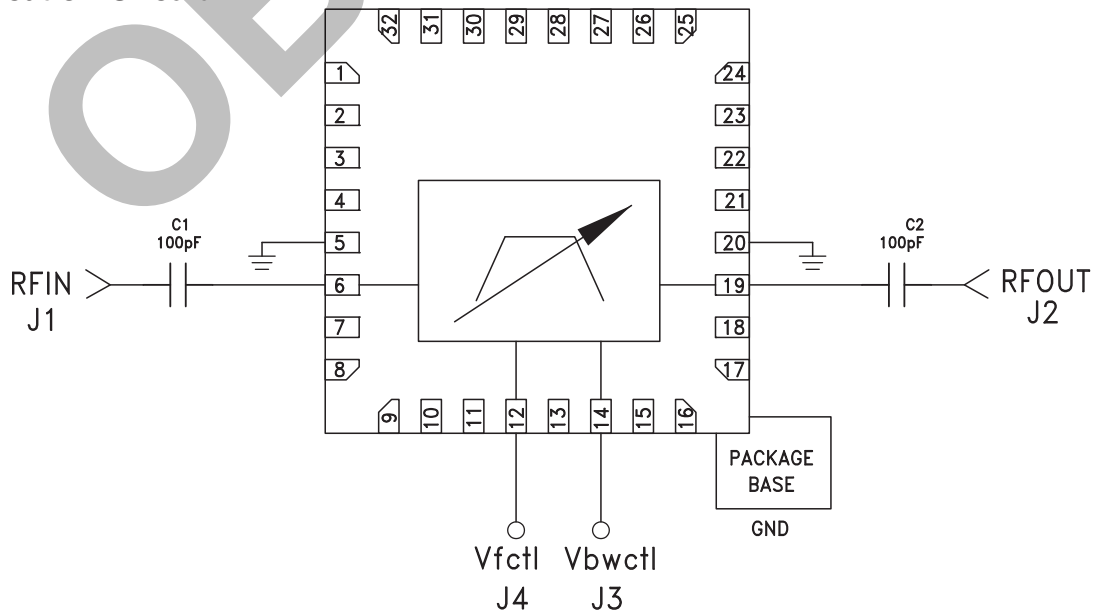 32 31 30 29 28 27 26 25
1 24
2 23
3 22
4 21
C1 C2
100pF 100pF
5 20
RFIN 6 19 RFOUT
J1 J2
7 18
8 17
9 10 11 12 13 14 15 16
PACKAGE
BASE
GND
Vfctl Vbwctl
J4 J3